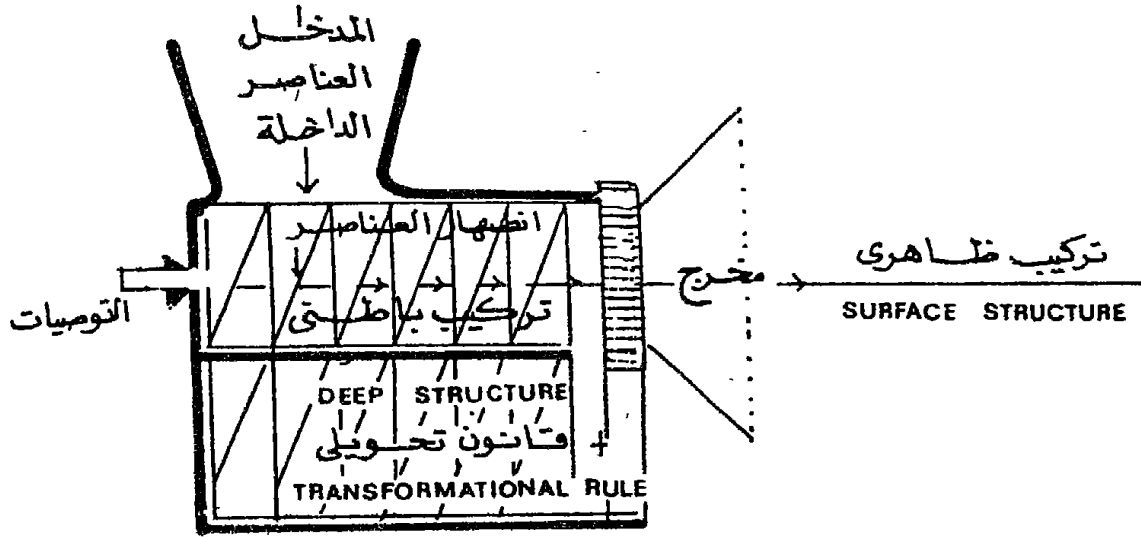 المدخل
العناصر
الداخلة
انصهار العناصر
تركيب باطنى
التوصيات
مخرج
تركيب ظاهرى
SURFACE STRUCTURE
DEEP STRUCTURE
قانون تحويلى +
TRANSFORMATIONAL RULE